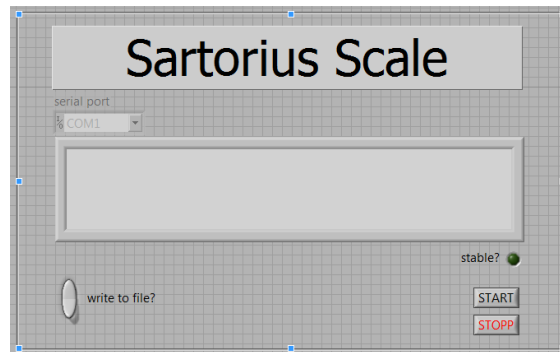 Sartorius Scale
serial port
COM1
stable?
write to file?
START
STOPP